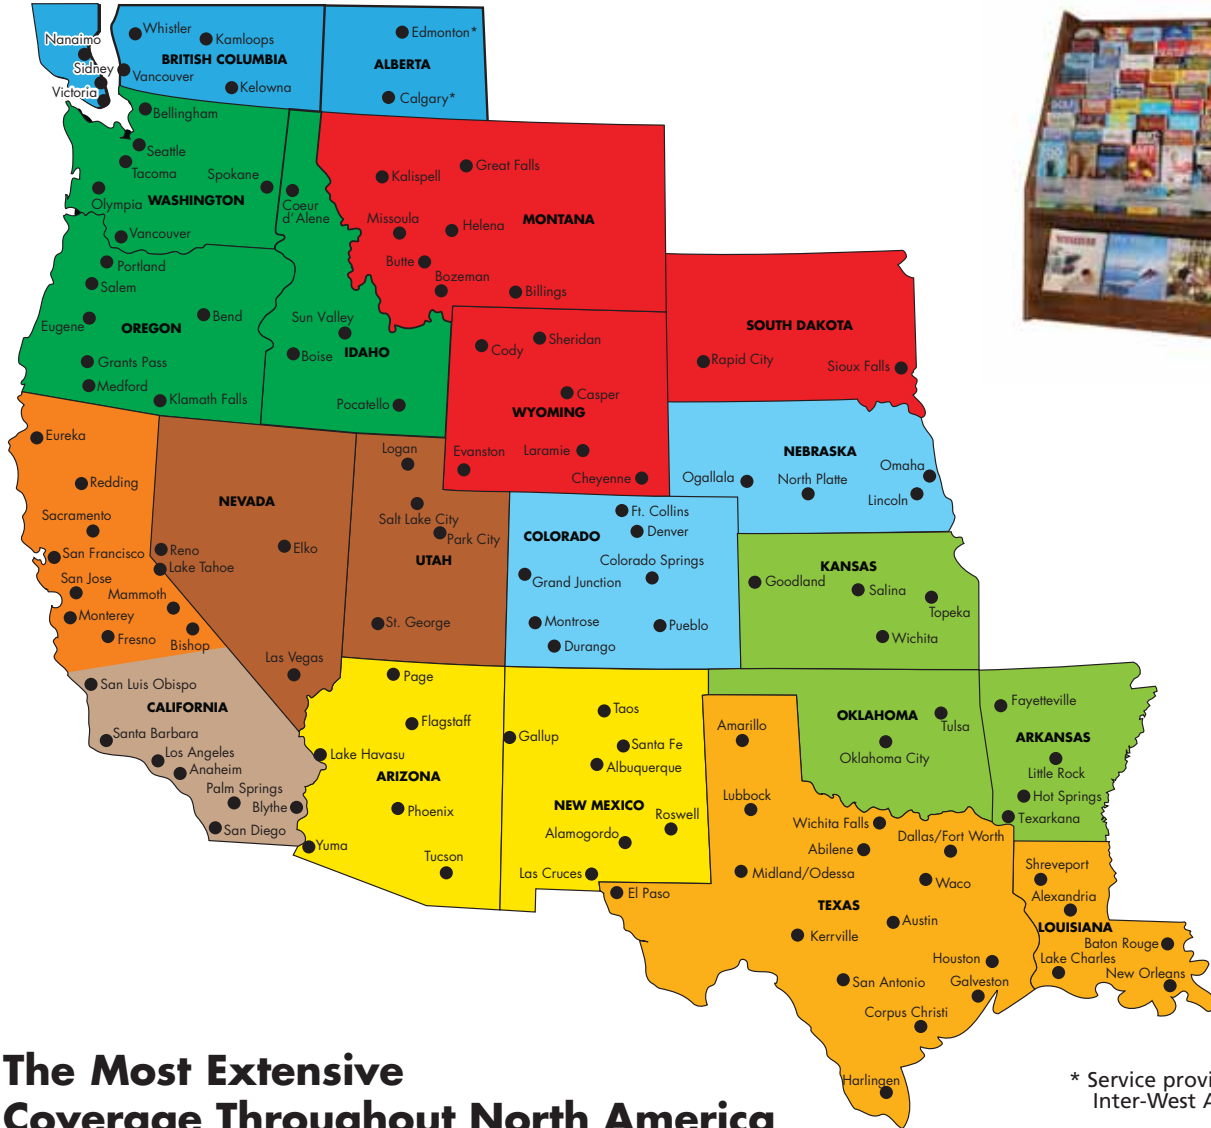 Whistler
Kamloops
BRITISH COLUMBIA
Nanaimo
Sidney
Vancouver
Victoria
Kelowna
Edmonton*
ALBERTA
Calgary*
Bellingham
Seattle
Tacoma
Spokane
Olympia
WASHINGTON
Vancouver
Coeur
d'Alene
Kalispell
Great Falls
MONTANA
Missoula
Helena
Butte
Bozeman
Billings
Portland
Salem
Eugene
OREGON
Bend
Grants Pass
Medford
Klamath Falls
Sun Valley
Boise
IDAHO
Pocatello
Cody
Sheridan
Casper
WYOMING
Evanston
Laramie
Cheyenne
SOUTH DAKOTA
Rapid City
Sioux Falls
NEBRASKA
Ogallala
North Platte
Omaha
Lincoln
Eureka
Redding
Sacramento
San Francisco
San Jose
Mammoth
Monterey
Fresno
Bishop
NEVADA
Reno
Lake Tahoe
Elko
Las Vegas
Logan
Salt Lake City
Park City
UTAH
St. George
Ft. Collins
COLORADO
Denver
Colorado Springs
Grand Junction
Montrose
Pueblo
Durango
KANSAS
Goodland
Salina
Topeka
Wichita
San Luis Obispo
CALIFORNIA
Santa Barbara
Los Angeles
Anaheim
Palm Springs
Blythe
San Diego
Page
Flagstaff
Lake Havasu
ARIZONA
Phoenix
Yuma
Tucson
Taos
Gallup
Santa Fe
Albuquerque
NEW MEXICO
Roswell
Alamogordo
Las Cruces
OKLAHOMA
Tulsa
Oklahoma City
Fayetteville
ARKANSAS
Little Rock
Hot Springs
Texarkana
Amarillo
Lubbock
Wichita Falls
Dallas/Fort Worth
Abilene
Midland/Odessa
Waco
El Paso
TEXAS
Austin
Kerrville
Houston
San Antonio
Galveston
Corpus Christi
Harlingen
Shreveport
Alexandria
LOUISIANA
Baton Rouge
Lake Charles
New Orleans
The Most Extensive
Coverage Throughout North America
* Service provi
Inter-West A